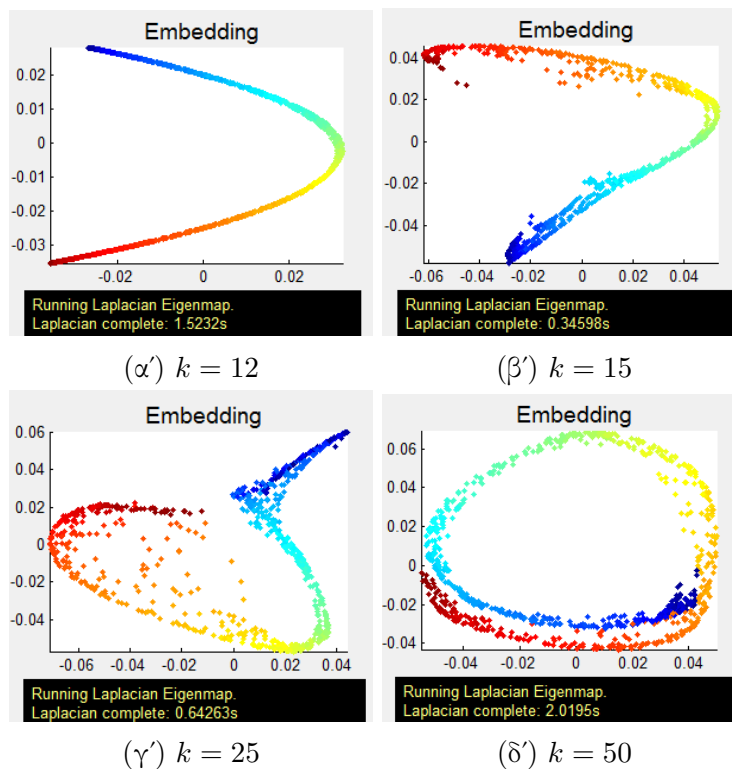 Embedding
0.02
0.01
0
-0.01
-0.02
-0.03
-0.02 0 0.02
Running Laplacian Eigenmap.
Laplacian complete: 1.5232s
(α′) k = 12
Embedding
0.04
0.02
0
-0.02
-0.04
-0.06 -0.04 -0.02 0 0.02 0.04
Running Laplacian Eigenmap.
Laplacian complete: 0.34598s
(β′) k = 15
Embedding
0.06
0.04
0.02
0
-0.02
-0.04
-0.06 -0.04 -0.02 0 0.02 0.04
Running Laplacian Eigenmap.
Laplacian complete: 0.64263s
(γ′) k = 25
Embedding
0.06
0.04
0.02
0
-0.02
-0.04
-0.04 -0.02 0 0.02 0.04
Running Laplacian Eigenmap.
Laplacian complete: 2.0195s
(δ′) k = 50